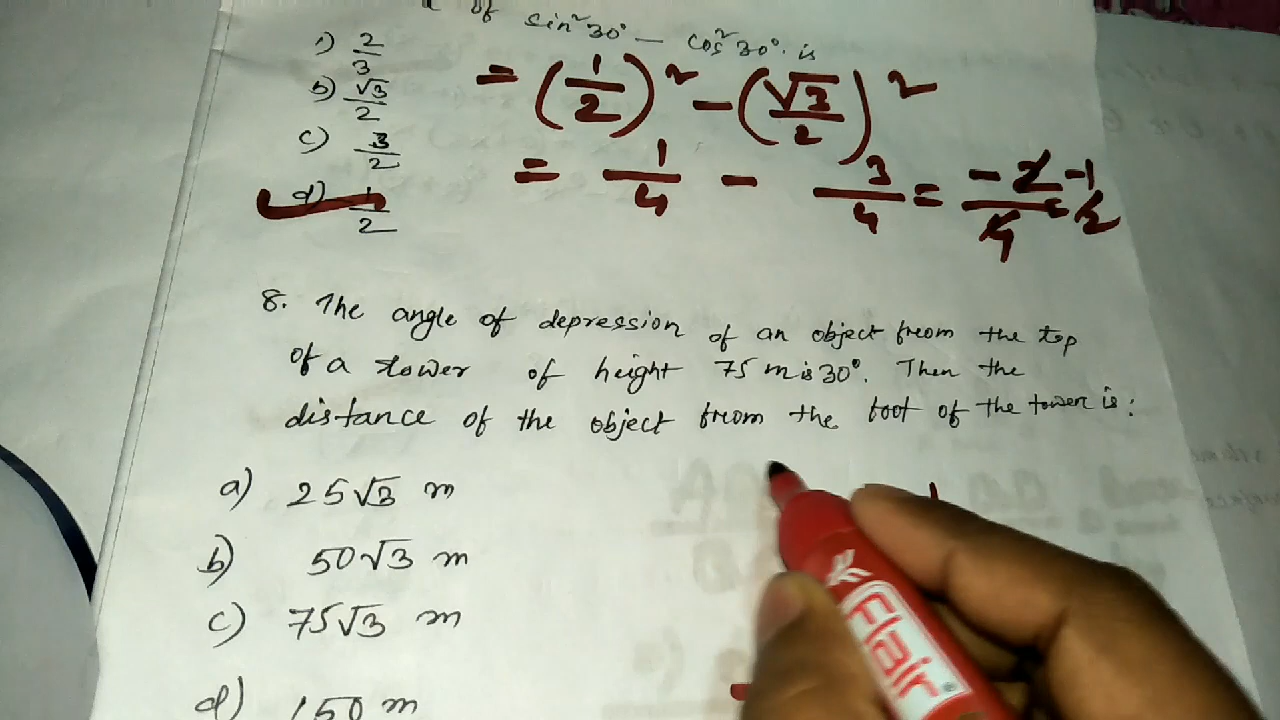 of sin²30° - cos²30° is
1) 2/3
b) √3/2
c) 3/2
d) 1/2
= (1/2)² - (√3/2)²
= 1/4 - 3/4 = -2/4 = -1/2
8. The angle of depression of an object from the top
of a tower of height 75 m is 30°. Then the
distance of the object from the foot of the tower is:
a) 25√3 m
b) 50√3 m
c) 75√3 m
d) 150 m
Flair